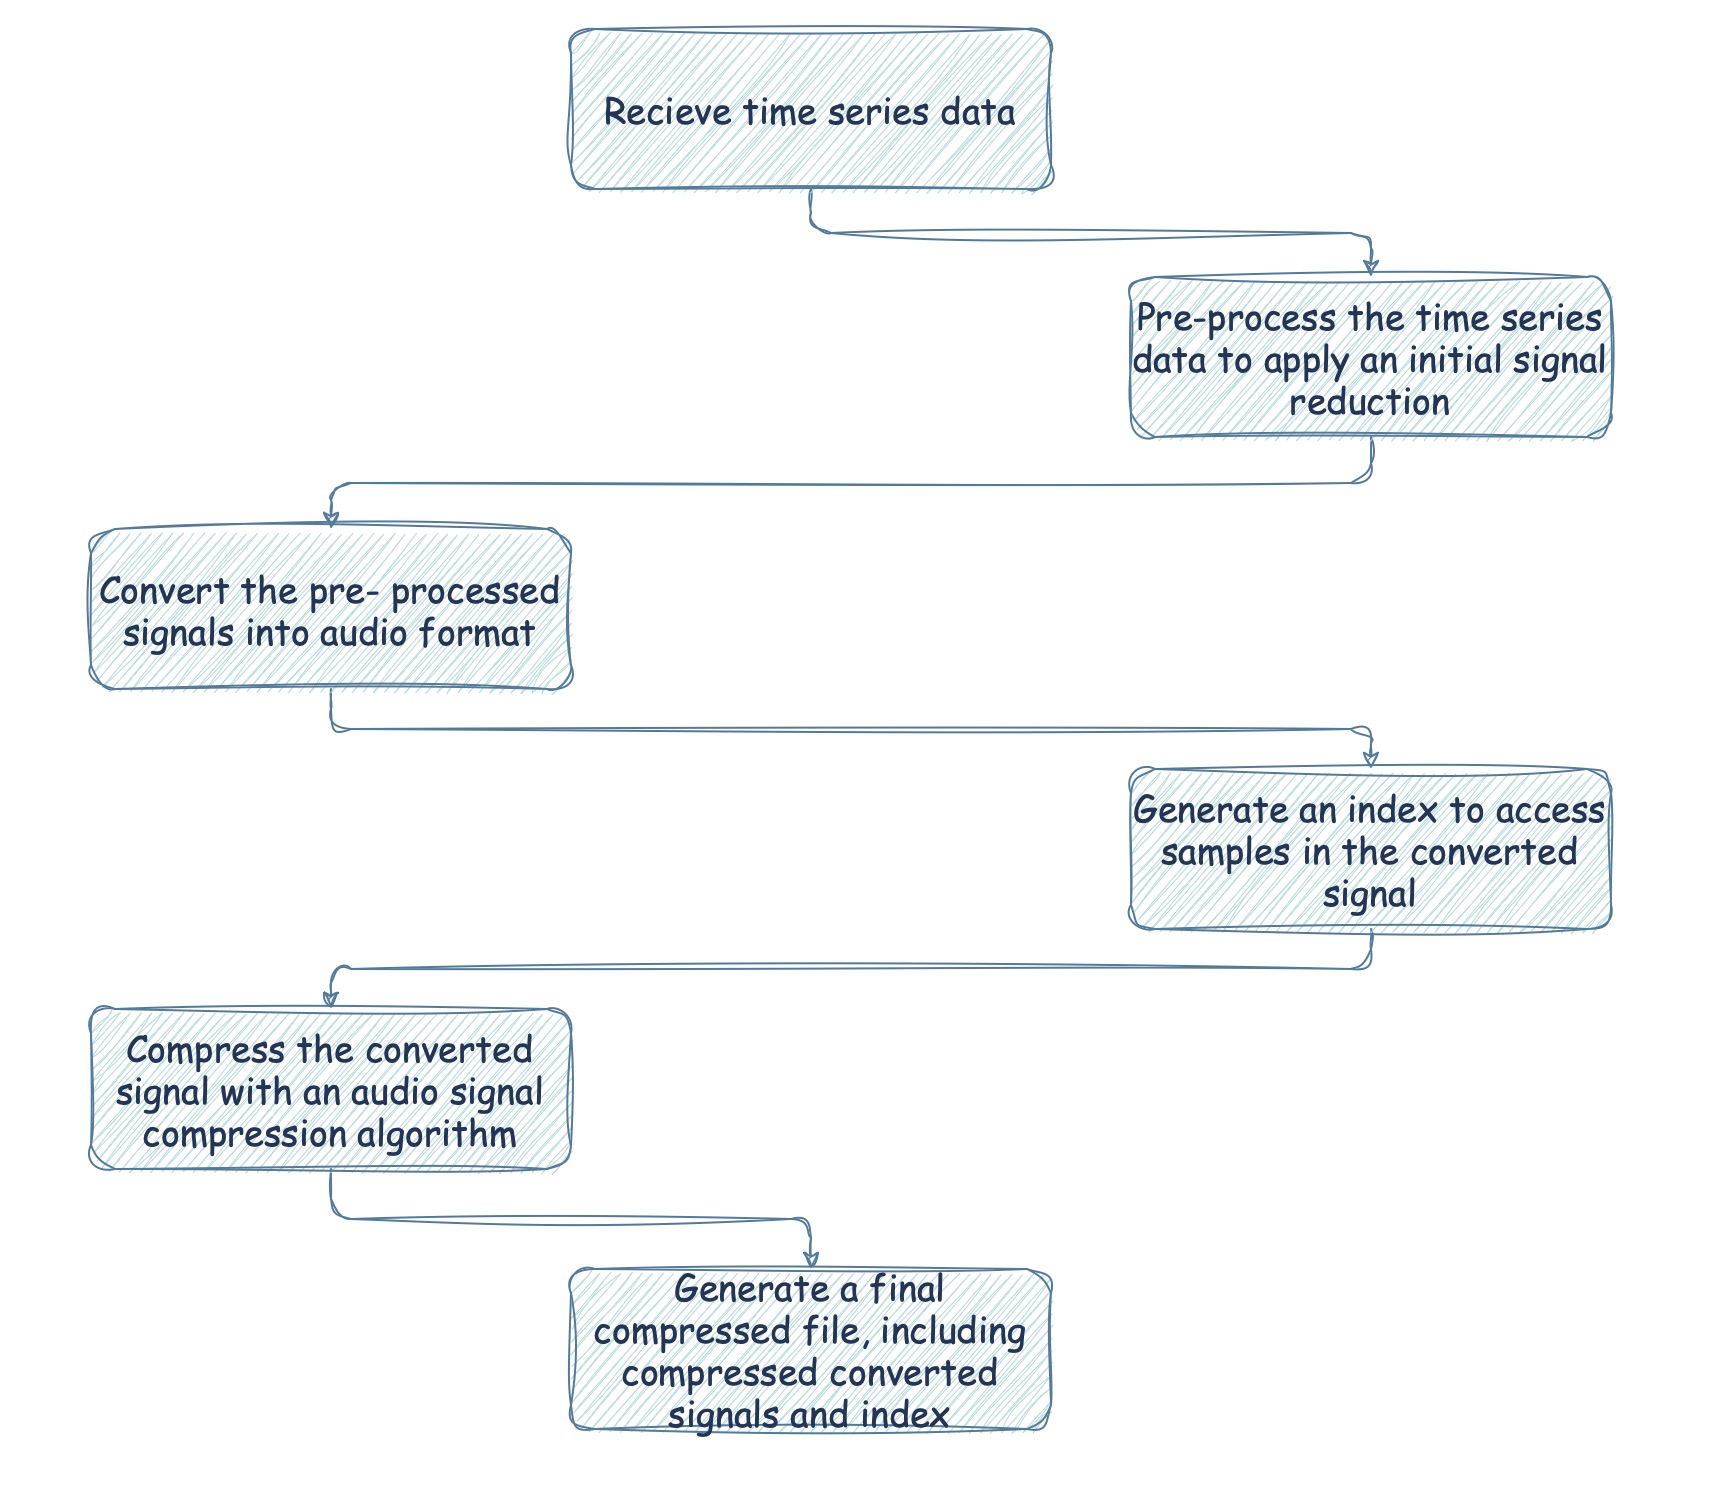 Recieve time series data
Pre-process the time series
data to apply an initial signal
reduction
Convert the pre- processed
signals into audio format
Generate an index to access
samples in the converted
signal
Compress the converted
signal with an audio signal
compression algorithm
Generate a final
compressed file, including
compressed converted
signals and index